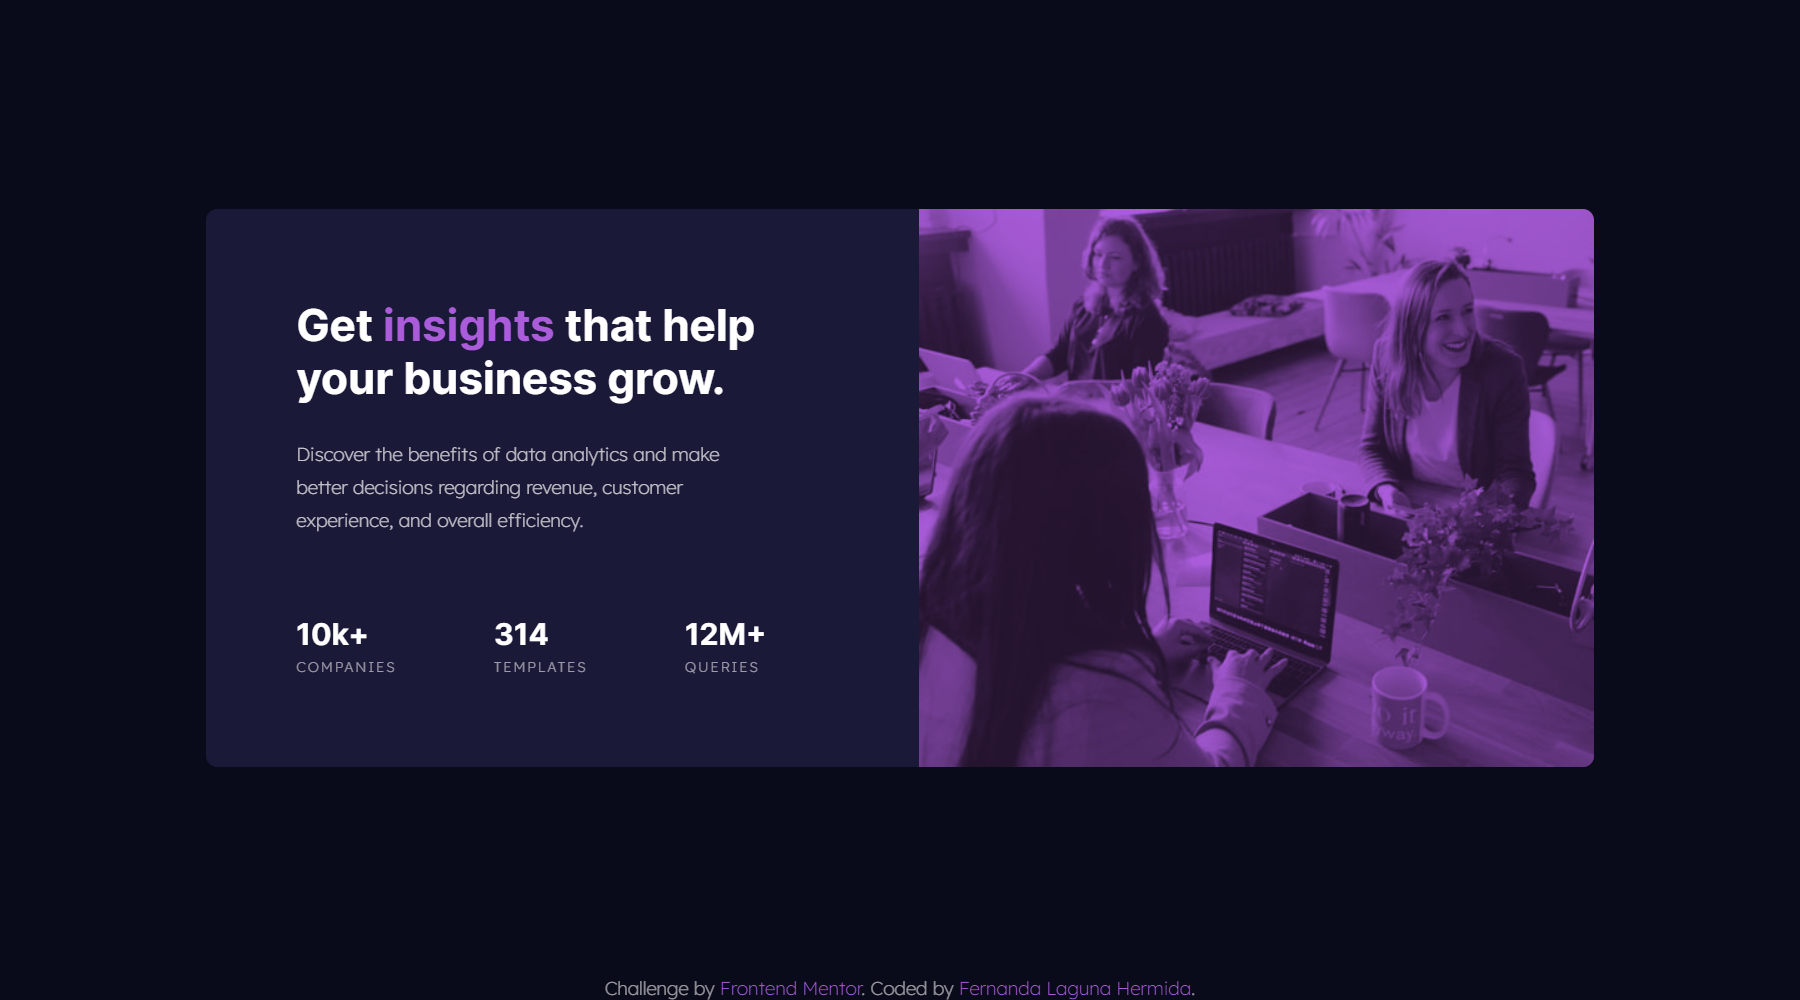 Get insights that help
your business grow.
Discover the benefits of data analytics and make
better decisions regarding revenue, customer
experience, and overall efficiency.
10k+ 314 12M+
COMPANIES TEMPLATES QUERIES
Challenge by Frontend Mentor. Coded by Fernanda Laguna Hermida.